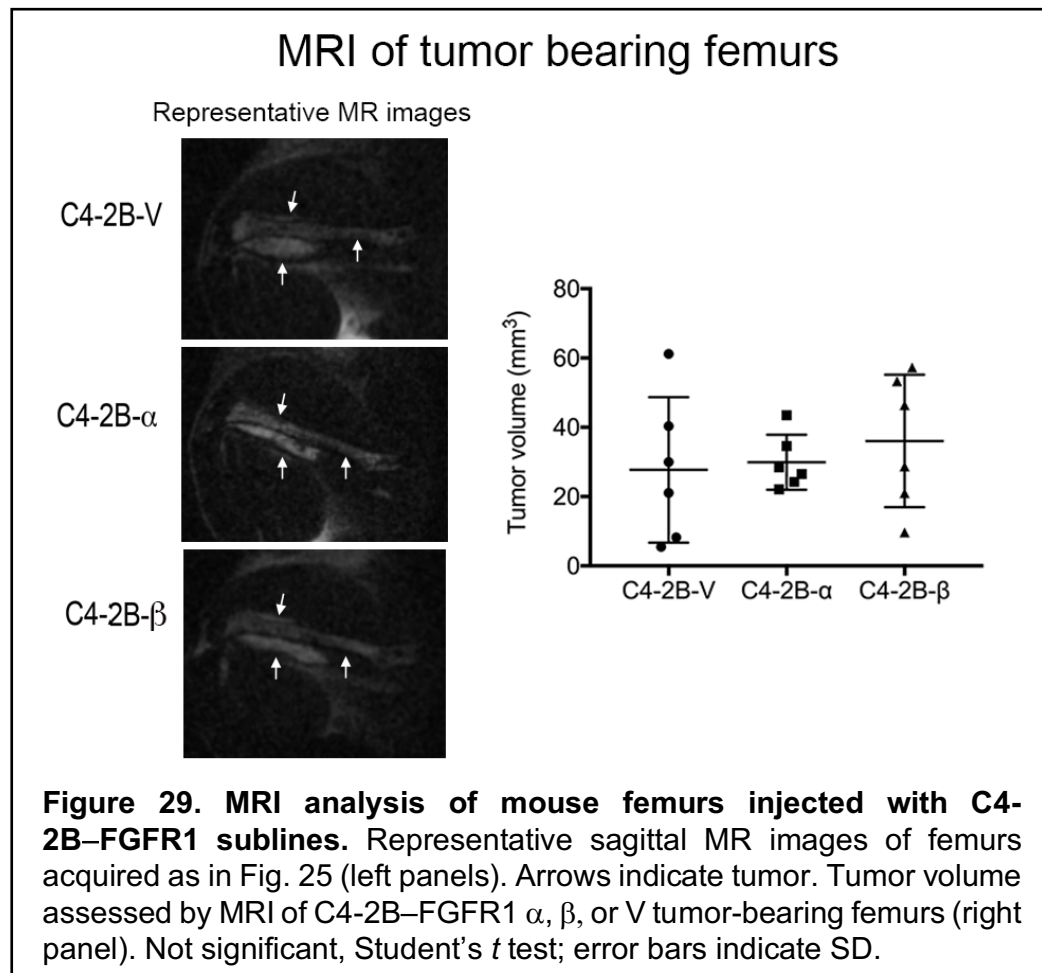 MRI of tumor bearing femurs
Representative MR images
C4-2B-V
C4-2B-α
C4-2B-β
Tumor volume (mm³)
80
60
40
20
0
C4-2B-V C4-2B-α C4-2B-β
Figure 29. MRI analysis of mouse femurs injected with C4-
2B–FGFR1 sublines. Representative sagittal MR images of femurs
acquired as in Fig. 25 (left panels). Arrows indicate tumor. Tumor volume
assessed by MRI of C4-2B–FGFR1 α, β, or V tumor-bearing femurs (right
panel). Not significant, Student’s t test; error bars indicate SD.